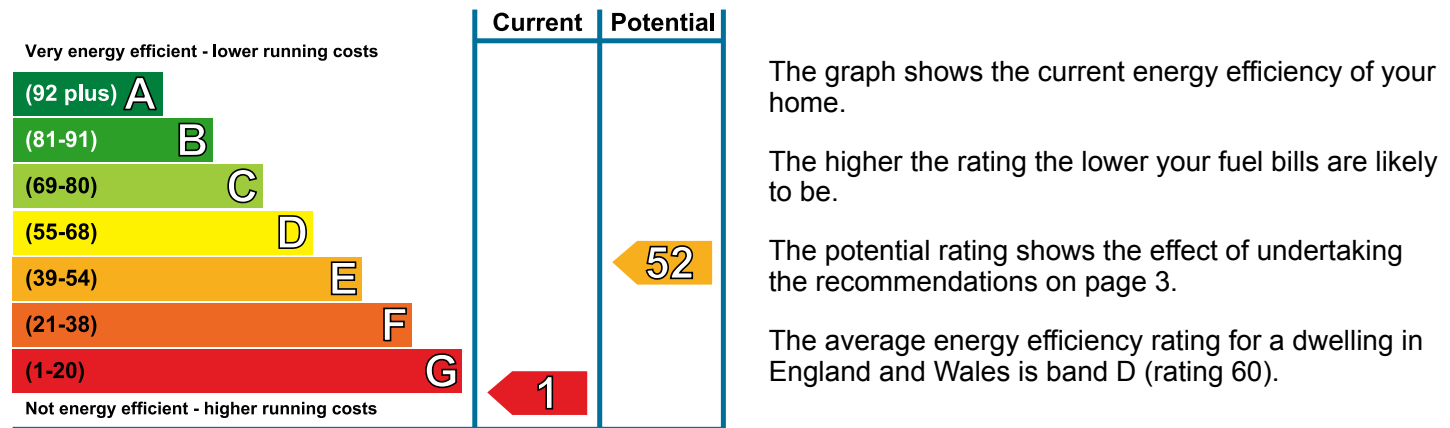 Current Potential
Very energy efficient - lower running costs
(92 plus) A
(81-91) B
(69-80) C
(55-68) D
(39-54) E
(21-38) F
(1-20) G
Not energy efficient - higher running costs
52
1
The graph shows the current energy efficiency of your
home.
The higher the rating the lower your fuel bills are likely
to be.
The potential rating shows the effect of undertaking
the recommendations on page 3.
The average energy efficiency rating for a dwelling in
England and Wales is band D (rating 60).